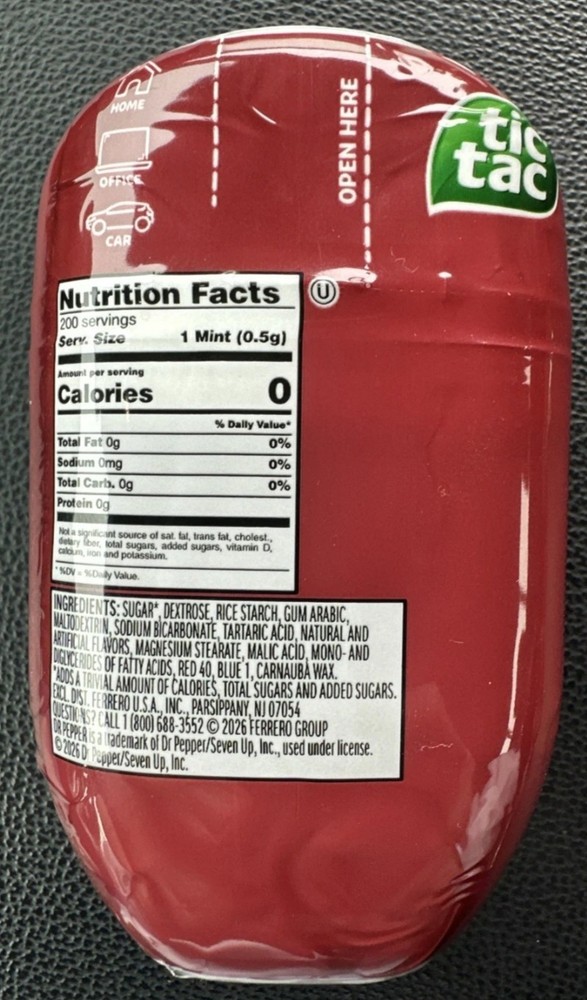 HOME
OFFICE
CAR
OPEN HERE
tic
tac
Nutrition Facts
U
200 servings
Serv. Size 1 Mint (0.5g)
Amount per serving
Calories 0
% Daily Value*
Total Fat 0g 0%
Sodium 0mg 0%
Total Carb. 0g 0%
Protein 0g
Not a significant source of sat. fat, trans fat, cholest.,
dietary fiber, total sugars, added sugars, vitamin D,
calcium, iron and potassium.
*%DV = %Daily Value.
INGREDIENTS: SUGAR*, DEXTROSE, RICE STARCH, GUM ARABIC,
MALTODEXTRIN, SODIUM BICARBONATE, TARTARIC ACID, NATURAL AND
ARTIFICIAL FLAVORS, MAGNESIUM STEARATE, MALIC ACID, MONO- AND
DIGLYCERIDES OF FATTY ACIDS, RED 40, BLUE 1, CARNAUBA WAX.
*ADDS A TRIVIAL AMOUNT OF CALORIES, TOTAL SUGARS AND ADDED SUGARS.
EXCL. DIST. FERRERO U.S.A., INC., PARSIPPANY, NJ 07054
QUESTIONS? CALL 1 (800) 688-3552 © 2026 FERRERO GROUP
DR PEPPER is a trademark of Dr Pepper/Seven Up, Inc., used under license.
© 2026 Dr Pepper/Seven Up, Inc.